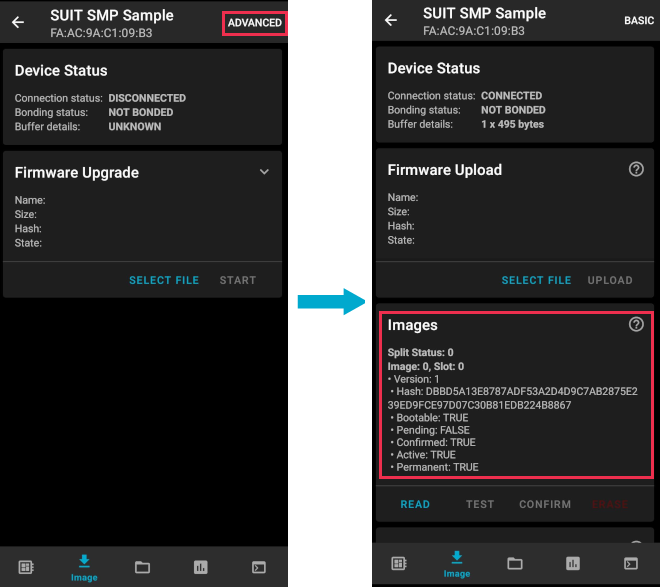 SUIT SMP Sample
FA:AC:9A:C1:09:B3
ADVANCED
Device Status
Connection status: DISCONNECTED
Bonding status: NOT BONDED
Buffer details: UNKNOWN
Firmware Upgrade
Name:
Size:
Hash:
State:
SELECT FILE START
Image
SUIT SMP Sample
FA:AC:9A:C1:09:B3
BASIC
Device Status
Connection status: CONNECTED
Bonding status: NOT BONDED
Buffer details: 1 x 495 bytes
Firmware Upload
Name:
Size:
Hash:
State:
SELECT FILE UPLOAD
Images
Split Status: 0
Image: 0, Slot: 0
• Version: 1
• Hash: DBBD5A13E8787ADF53A2D4D9C7AB2875E2
39ED9FCE97D07C30B81EDB224B8867
• Bootable: TRUE
• Pending: FALSE
• Confirmed: TRUE
• Active: TRUE
• Permanent: TRUE
READ TEST CONFIRM ERASE
Image